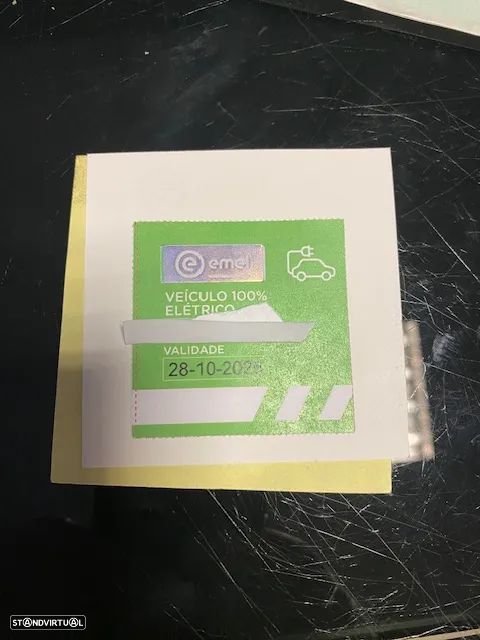 emel
VEÍCULO 100%
ELÉTRICO
VALIDADE
STANDVIRTUAL